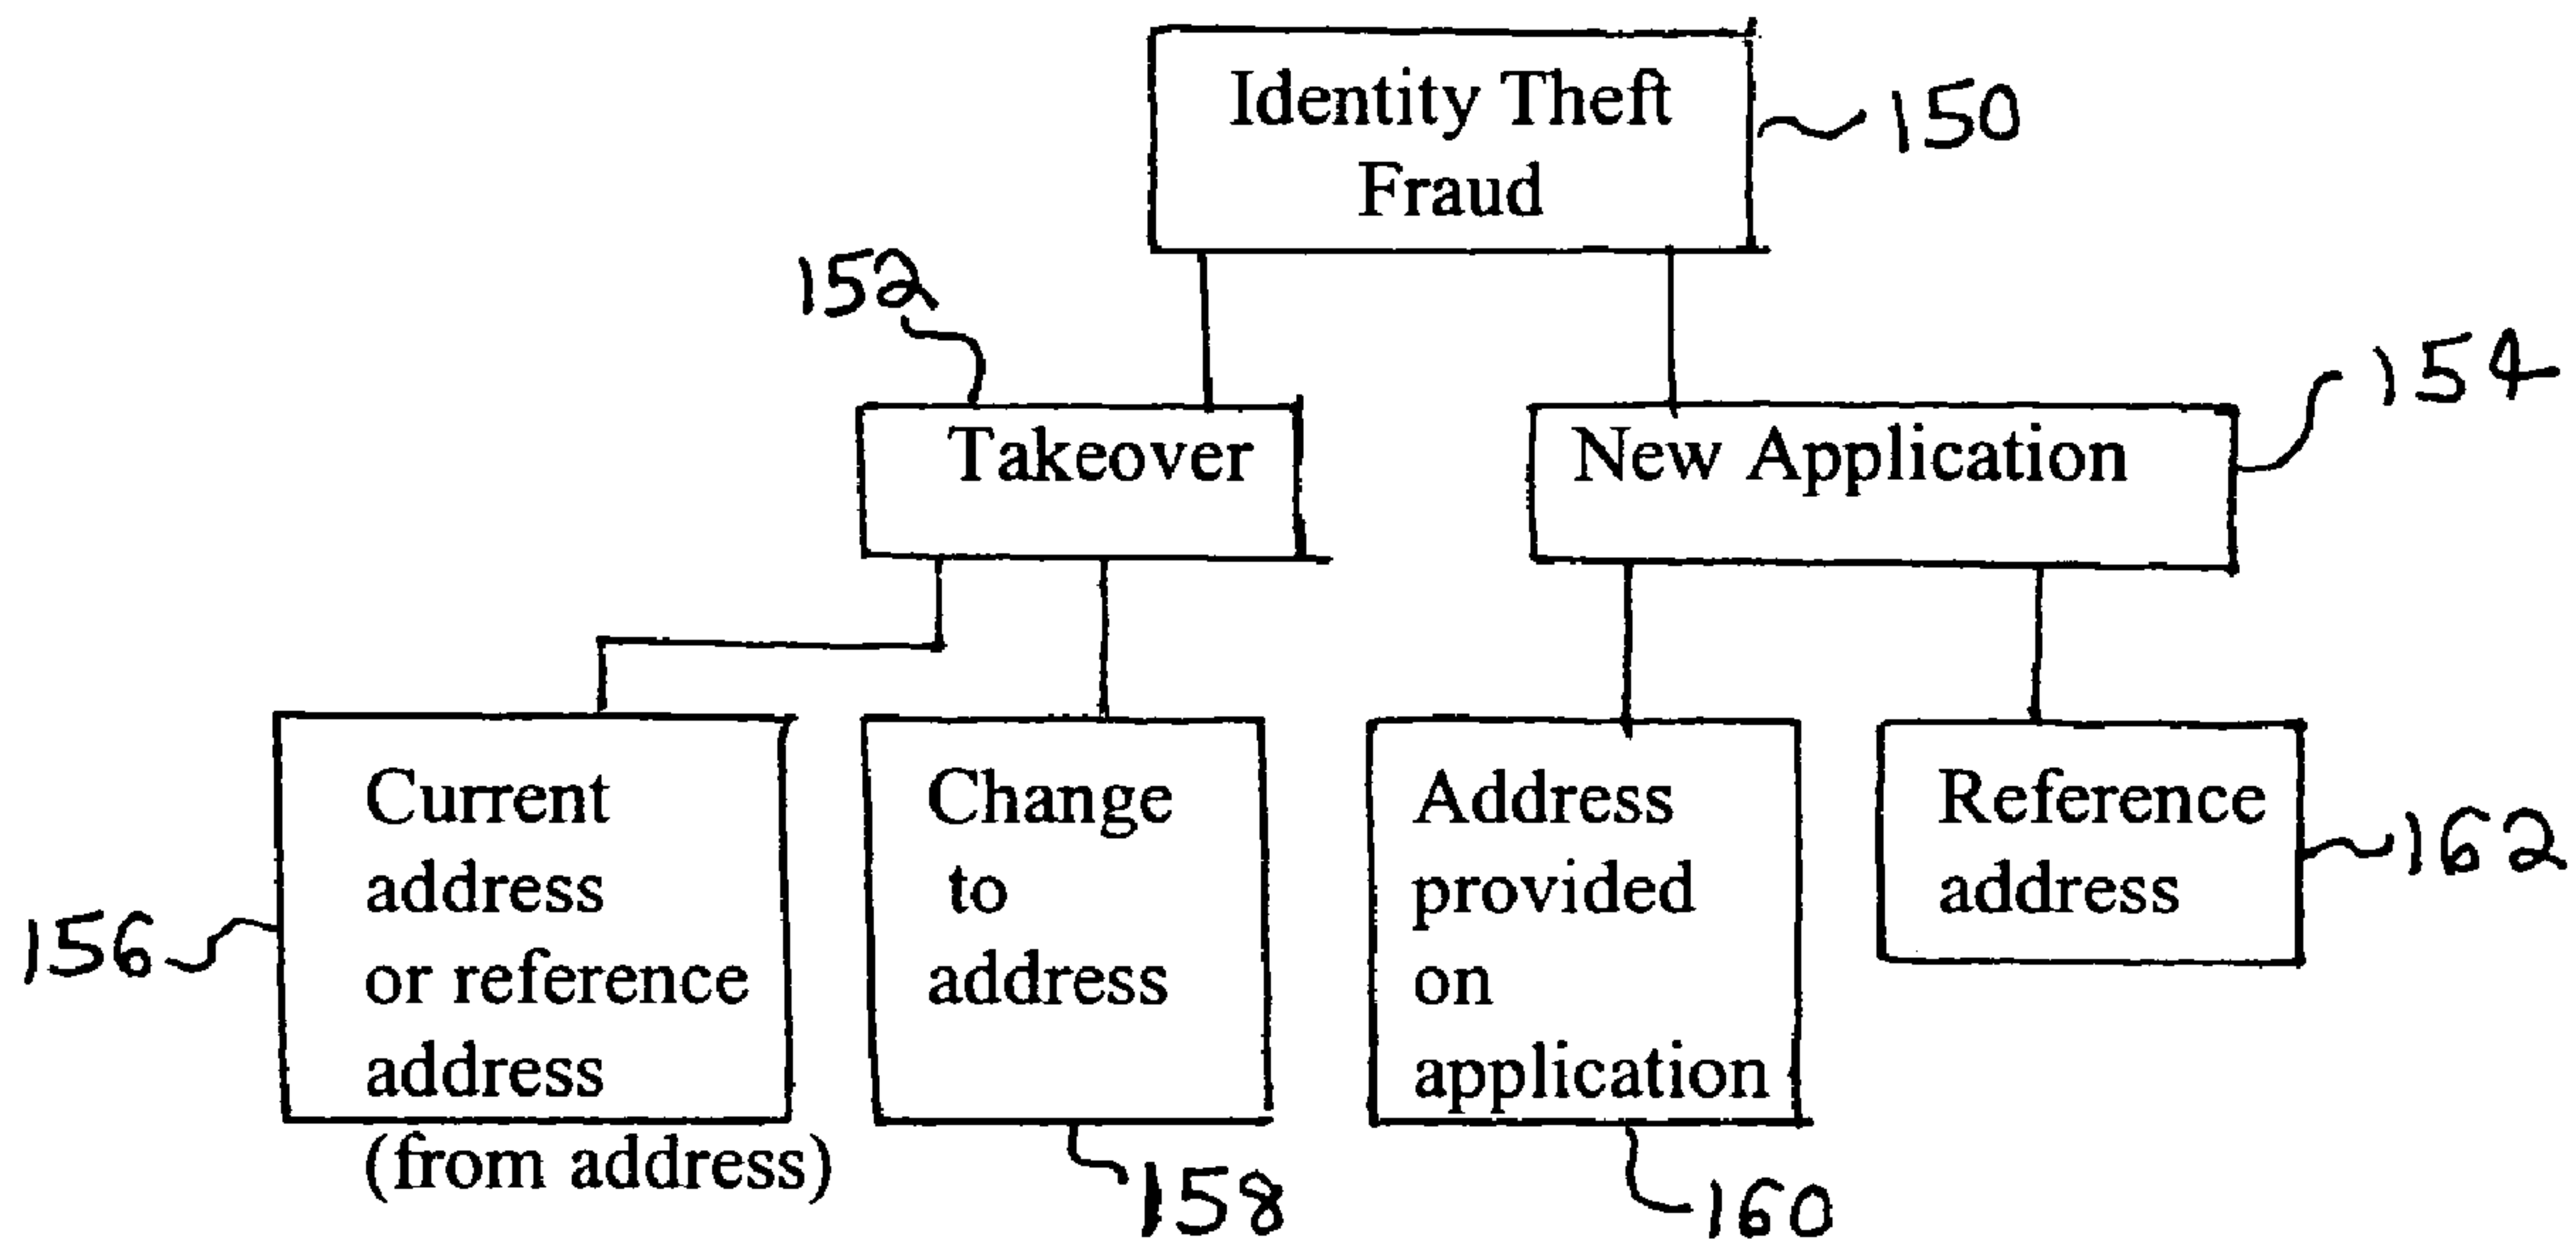 Identity Theft
Fraud
150
152
154
Takeover
New Application
Current
address
or reference
address
(from address)
156
Change
to
address
158
Address
provided
on
application
160
Reference
address
162